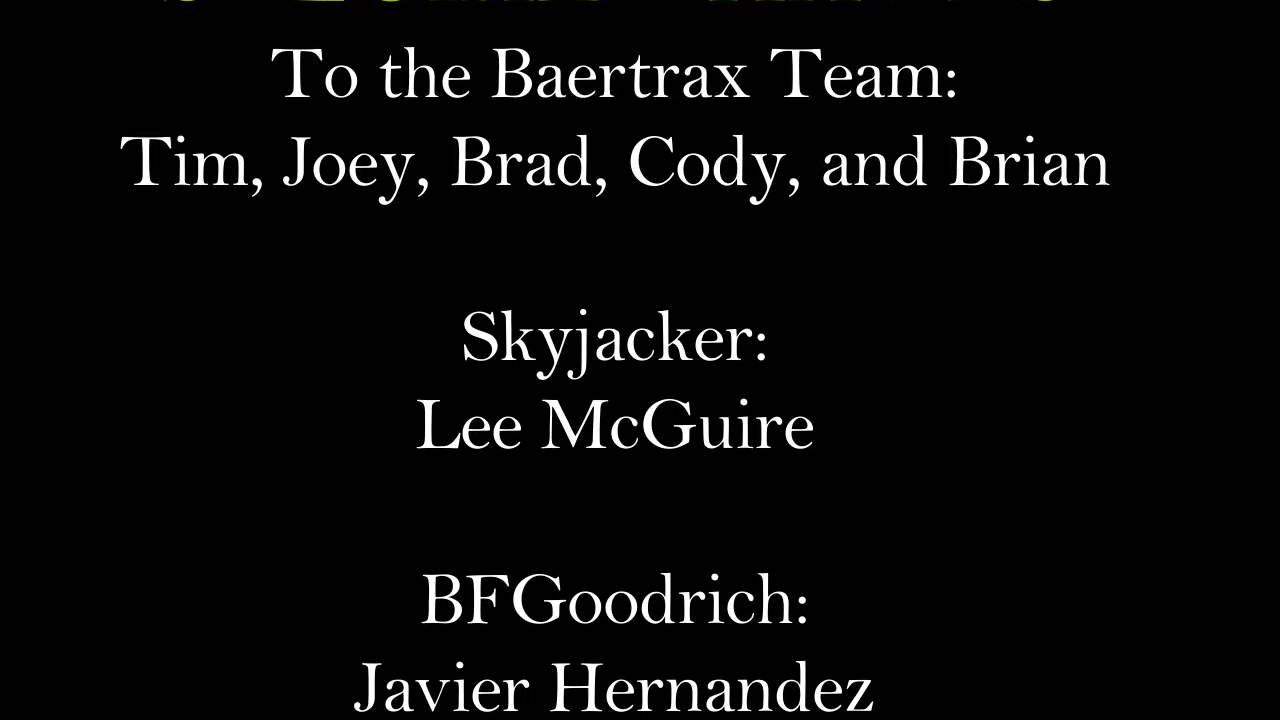 To the Baertrax Team:
Tim, Joey, Brad, Cody, and Brian
Skyjacker:
Lee McGuire
BFGoodrich:
Javier Hernandez